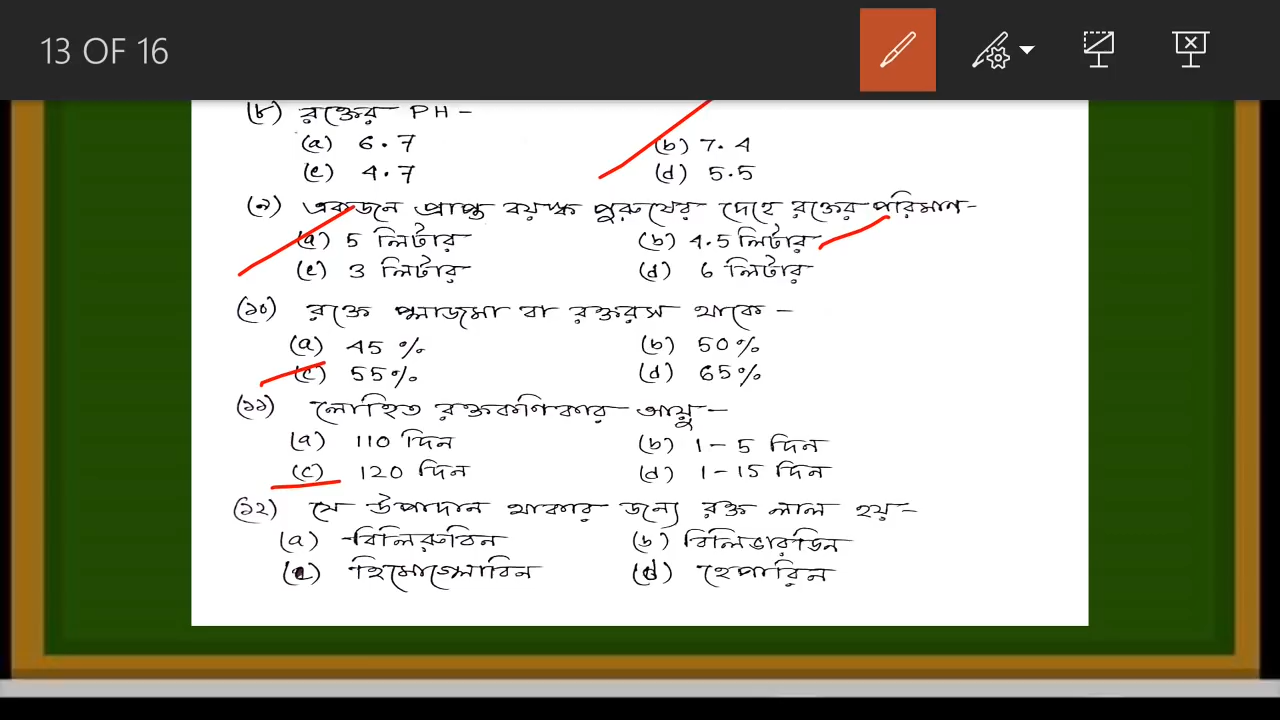 13 OF 16
(৮) রক্তের PH -
(a) 6.7 (b) 7.4
(c) 4.7 (d) 5.5
(৯) একজন প্রাপ্ত বয়স্ক পুরুষের দেহে রক্তের পরিমাণ-
(a) 5 লিটার (b) 4.5 লিটার
(c) 3 লিটার (d) 6 লিটার
(১০) রক্তে প্লাজমা বা রক্তরস থাকে -
(a) 45 % (b) 50%
(c) 55% (d) 65%
(১১) লোহিত রক্তকণিকার আয়ু -
(a) 110 দিন (b) 1 - 5 দিন
(c) 120 দিন (d) 1 - 15 দিন
(১২) যে উপাদান থাকার জন্য রক্ত লাল হয় -
(a) বিলিরুবিন (b) বিলিভারডিন
(c) হিমোগ্লোবিন (d) হেপারিন